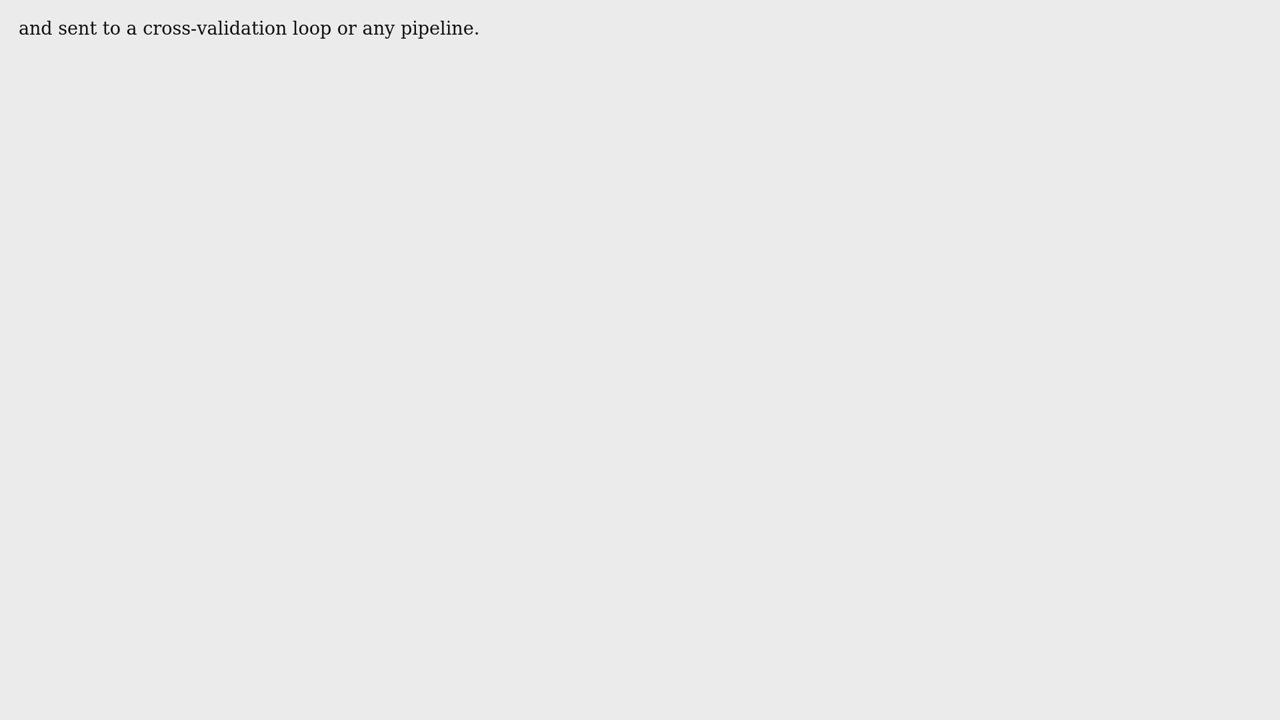 and sent to a cross-validation loop or any pipeline.